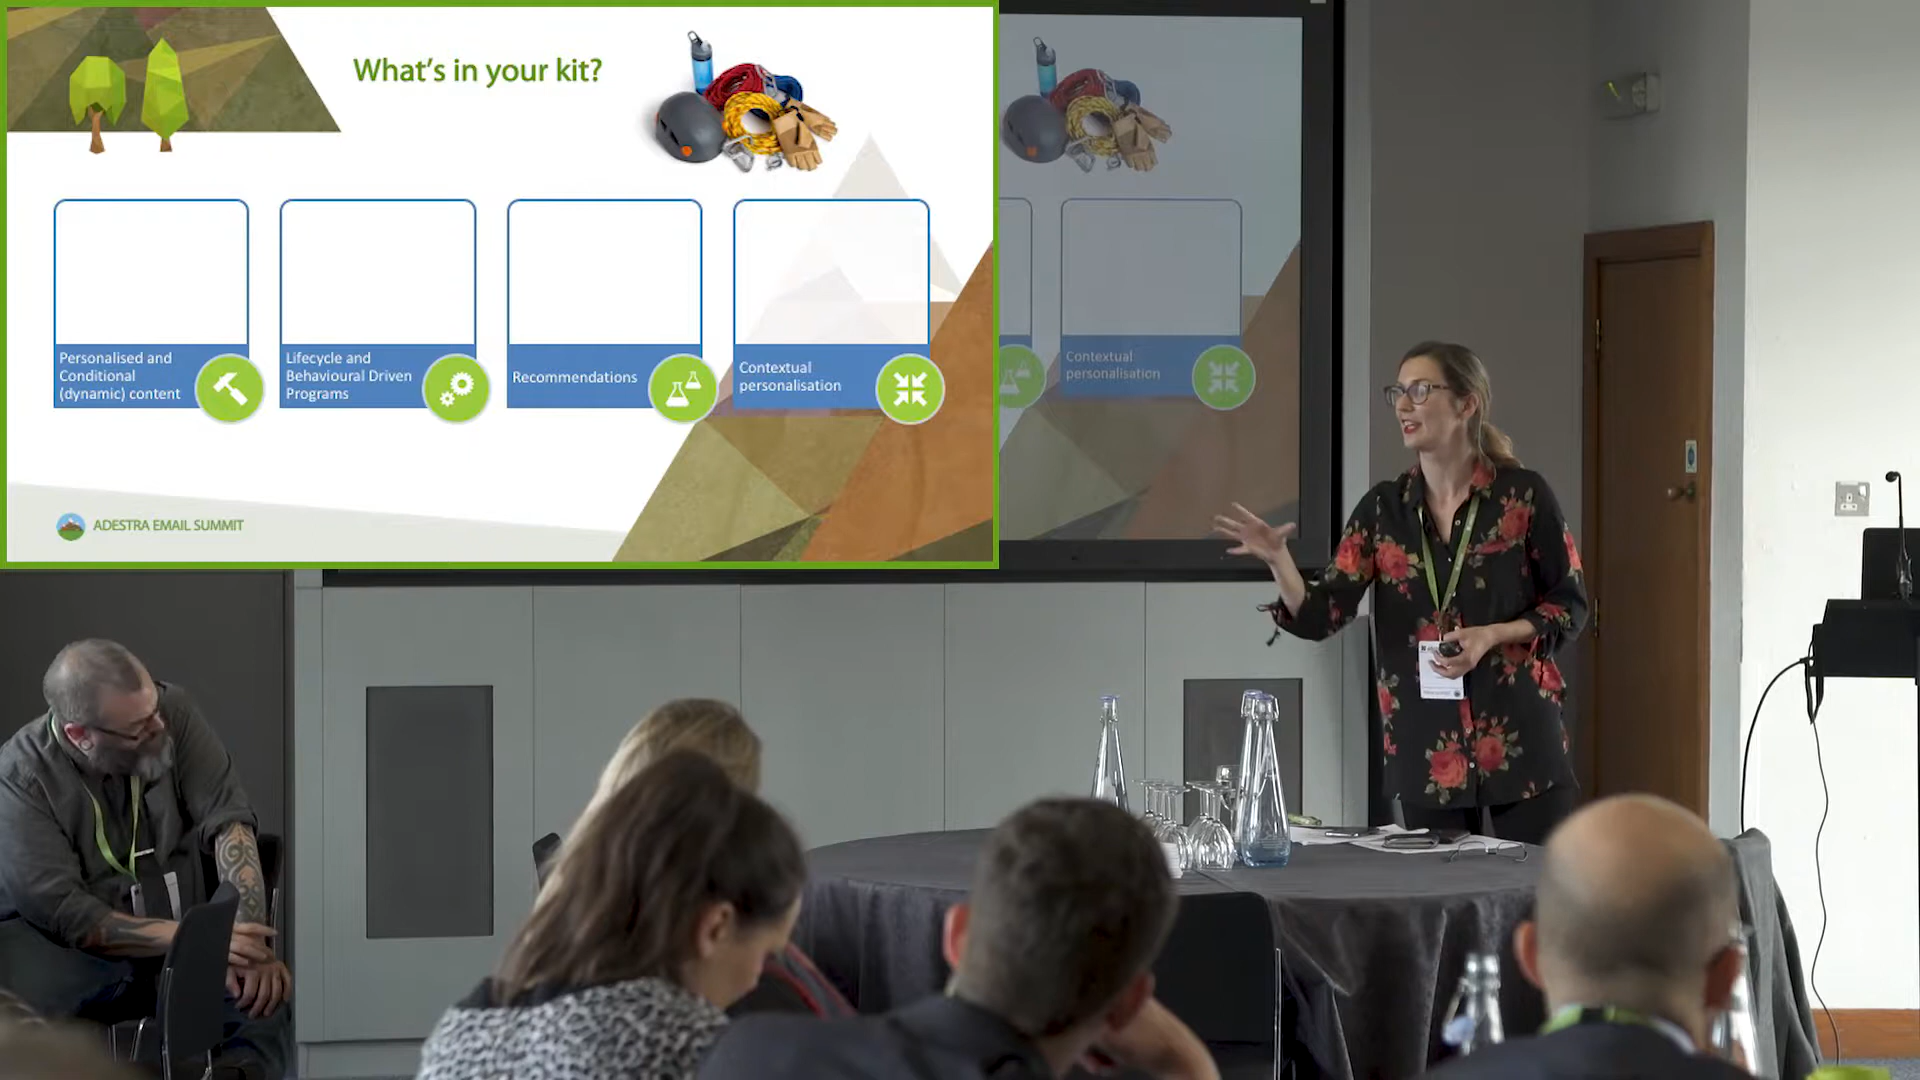 What's in your kit?
Personalised and
Conditional
(dynamic) content
Lifecycle and
Behavioural Driven
Programs
Recommendations
Contextual
personalisation
ADESTRA EMAIL SUMMIT
Contextual
personalisation